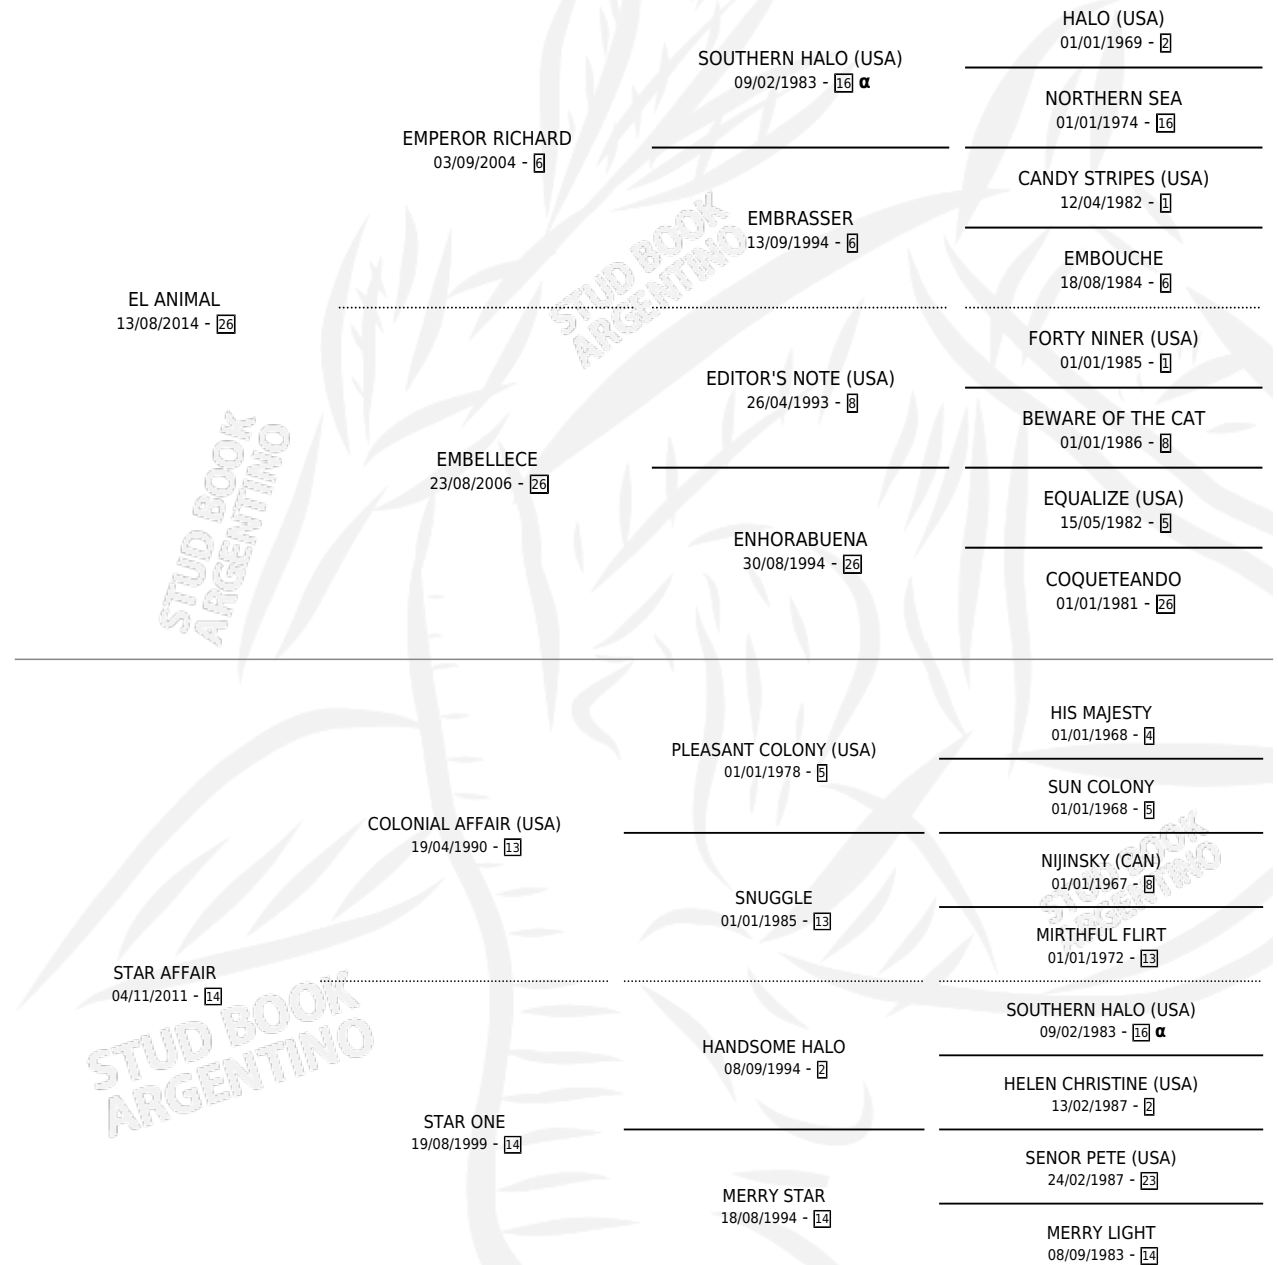 HALO (USA)
01/01/1969 - 2
SOUTHERN HALO (USA)
09/02/1983 - 16 α
NORTHERN SEA
01/01/1974 - 16
EMPEROR RICHARD
03/09/2004 - 6
CANDY STRIPES (USA)
12/04/1982 - 1
EMBRASSER
13/09/1994 - 6
EMBOUCHE
18/08/1984 - 6
STUD BOOK
ARGENTINO
EL ANIMAL
13/08/2014 - 26
FORTY NINER (USA)
01/01/1985 - 1
EDITOR'S NOTE (USA)
26/04/1993 - 8
BEWARE OF THE CAT
01/01/1986 - 8
EMBELLECE
23/08/2006 - 26
EQUALIZE (USA)
15/05/1982 - 5
ENHORABUENA
30/08/1994 - 26
COQUETEANDO
01/01/1981 - 26
STUD BOOK
ARGENTINO
HIS MAJESTY
01/01/1968 - 4
PLEASANT COLONY (USA)
01/01/1978 - 5
SUN COLONY
01/01/1968 - 5
COLONIAL AFFAIR (USA)
19/04/1990 - 13
NIJINSKY (CAN)
01/01/1967 - 8
SNUGGLE
01/01/1985 - 13
MIRTHFUL FLIRT
01/01/1972 - 13
STUD BOOK
ARGENTINO
STAR AFFAIR
04/11/2011 - 14
SOUTHERN HALO (USA)
09/02/1983 - 16 α
HANDSOME HALO
08/09/1994 - 2
HELEN CHRISTINE (USA)
13/02/1987 - 2
STUD BOOK
ARGENTINO
STAR ONE
19/08/1999 - 14
SENOR PETE (USA)
24/02/1987 - 23
MERRY STAR
18/08/1994 - 14
MERRY LIGHT
08/09/1983 - 14